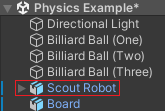 Physics Example*
Directional Light
Billiard Ball (One)
Billiard Ball (Two)
Billiard Ball (Three)
Scout Robot
Board